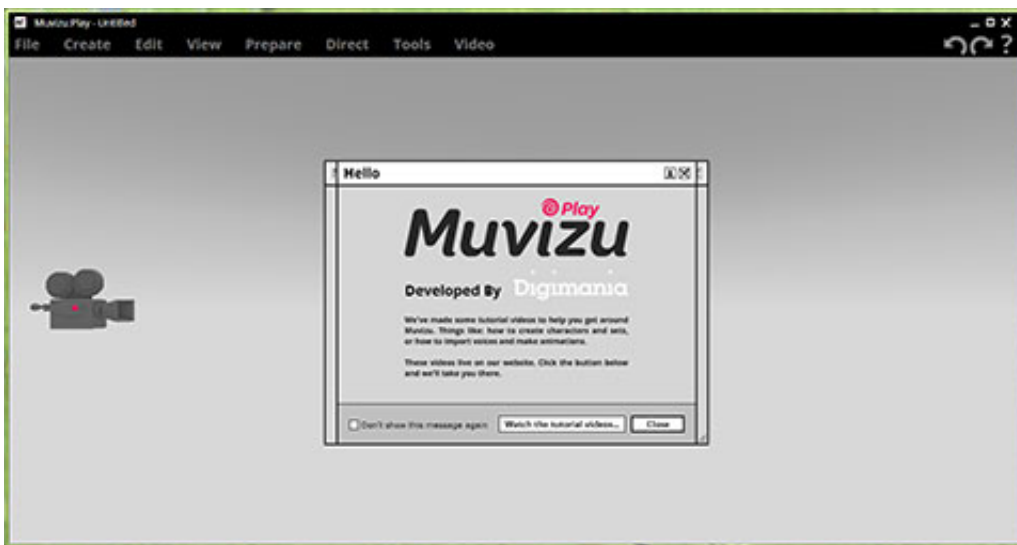 Muvizu:Play - Untitled
File Create Edit View Prepare Direct Tools Video ?
Hello
Play
Muvizu
Developed By Digimania
We've made some tutorial videos to help you get around
Muvizu. Things like: how to create characters and sets,
or how to import voices and make animations.
These videos live on our website. Click the button below
and we'll take you there.
Don't show this message again Watch the tutorial videos... Close